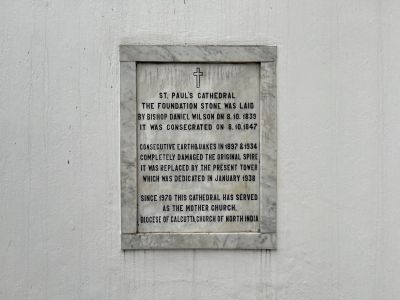 ST. PAUL'S CATHEDRAL
THE FOUNDATION STONE WAS LAID
BY BISHOP DANIEL WILSON ON 8.10.1839
IT WAS CONSECRATED ON 8.10.1847
CONSECUTIVE EARTHQUAKES IN 1897 & 1934
COMPLETELY DAMAGED THE ORIGINAL SPIRE
IT WAS REPLACED BY THE PRESENT TOWER
WHICH WAS DEDICATED IN JANUARY 1938
SINCE 1970 THIS CATHEDRAL HAS SERVED
AS THE MOTHER CHURCH,
DIOCESE OF CALCUTTA, CHURCH OF NORTH INDIA